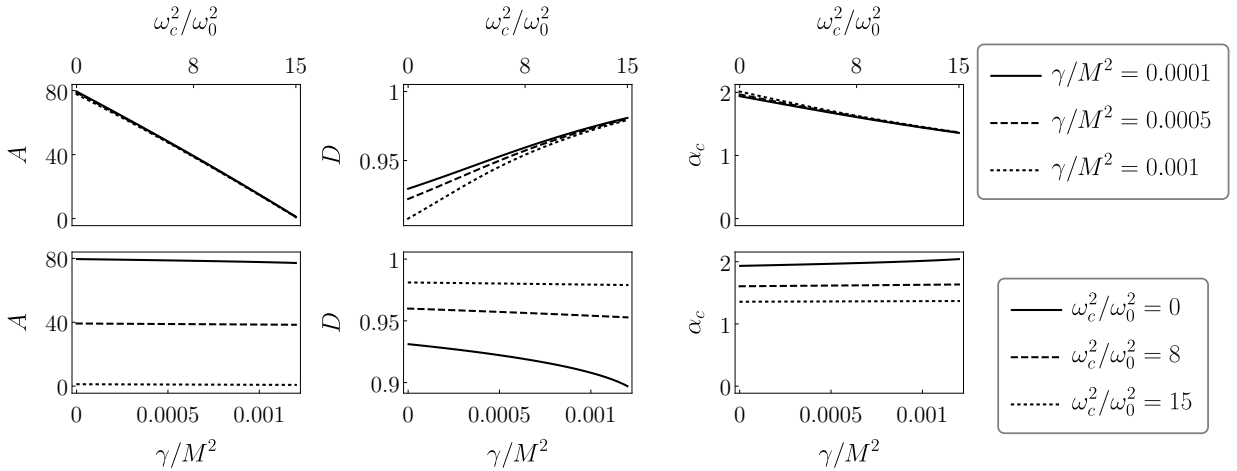 ω_c^2/ω_0^2 ω_c^2/ω_0^2 ω_c^2/ω_0^2
0 8 15 0 8 15 0 8 15
80 40 0 A
1 0.95 D
2 1 0 α_c
γ/M^2 = 0.0001
γ/M^2 = 0.0005
γ/M^2 = 0.001
80 40 0 A
1 0.95 0.9 D
2 1 0 α_c
0 0.0005 0.001 0 0.0005 0.001 0 0.0005 0.001
γ/M^2 γ/M^2 γ/M^2
ω_c^2/ω_0^2 = 0
ω_c^2/ω_0^2 = 8
ω_c^2/ω_0^2 = 15